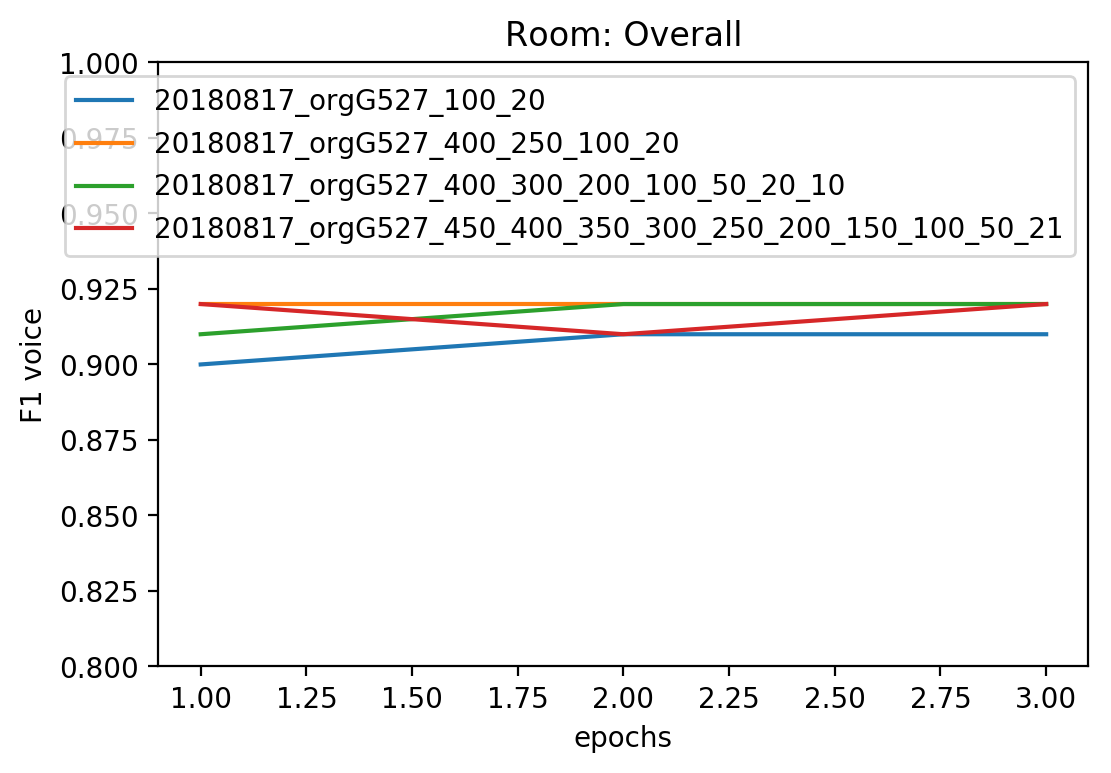 Room: Overall
1.000
20180817_orgG527_100_20
0.975
20180817_orgG527_400_250_100_20
20180817_orgG527_400_300_200_100_50_20_10
0.950
20180817_orgG527_450_400_350_300_250_200_150_100_50_21
0.925
0.900
0.875
0.850
0.825
0.800
F1 voice
1.00 1.25 1.50 1.75 2.00 2.25 2.50 2.75 3.00
epochs